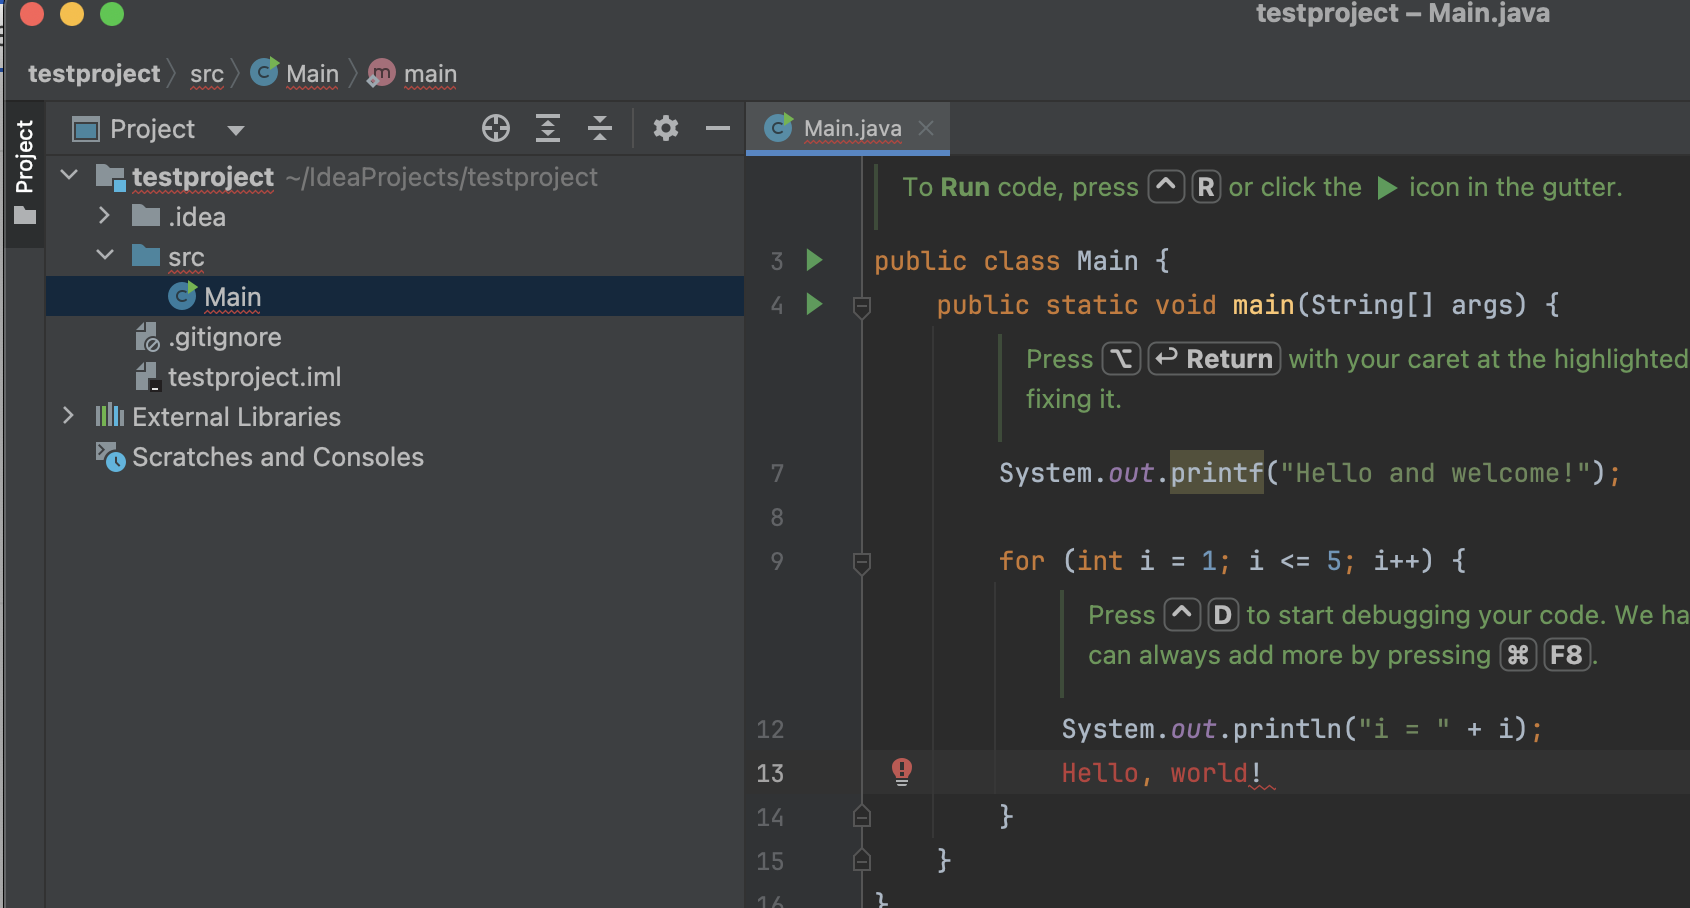 testproject – Main.java
testproject src Main main
Project
Project
Main.java
testproject ~/IdeaProjects/testproject
.idea
src
Main
.gitignore
testproject.iml
External Libraries
Scratches and Consoles
To Run code, press ^ R or click the ▶ icon in the gutter.
3 public class Main {
4 public static void main(String[] args) {
Press ⌥ ↩ Return with your caret at the highlighted
fixing it.
7 System.out.printf("Hello and welcome!");
8
9 for (int i = 1; i <= 5; i++) {
Press ^ D to start debugging your code. We ha
can always add more by pressing ⌘ F8.
12 System.out.println("i = " + i);
13 Hello, world!
14 }
15 }
16 }